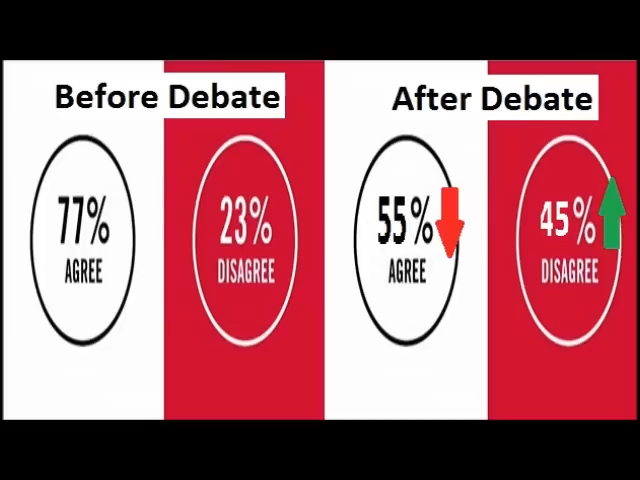 Before Debate
77%
AGREE
23%
DISAGREE
After Debate
55%
AGREE
45%
DISAGREE